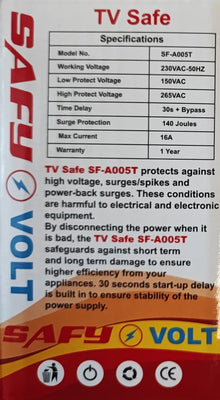 TV Safe
Specifications
Model No. SF-A005T
Working Voltage 230VAC-50HZ
Low Protect Voltage 150VAC
High Protect Voltage 265VAC
Time Delay 30s + Bypass
Surge Protection 140 Joules
Max Current 16A
Warranty 1 Year
SAFY VOLT
TV Safe SF-A005T protects against
high voltage, surges/spikes and
power-back surges. These conditions
are harmful to electrical and electronic
equipment.
By disconnecting the power when it
is bad, the TV Safe SF-A005T
safeguards against short term
and long term damage to ensure
higher efficiency from your
appliances. 30 seconds start-up delay
is built in to ensure stability of the
power supply.
SAFY VOLT
CE